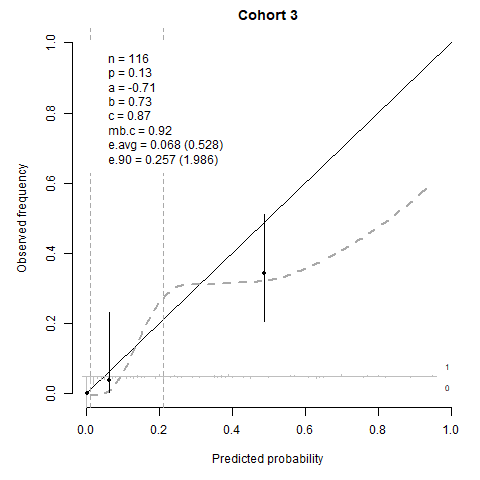 Cohort 3
n = 116
p = 0.13
a = -0.71
b = 0.73
c = 0.87
mb.c = 0.92
e.avg = 0.068 (0.528)
e.90 = 0.257 (1.986)
Observed frequency
1.0
0.8
0.6
0.4
0.2
0.0
1
0
0.0 0.2 0.4 0.6 0.8 1.0
Predicted probability